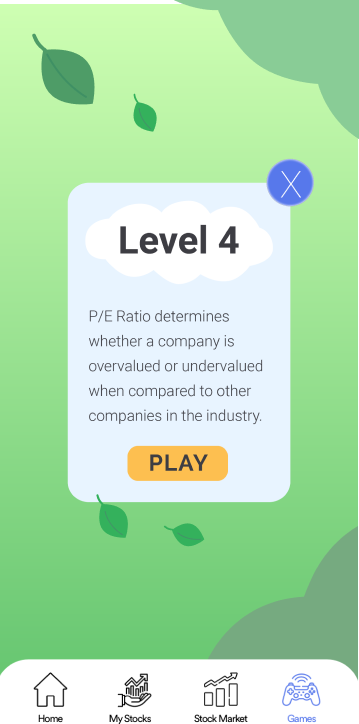 X
Level 4
P/E Ratio determines
whether a company is
overvalued or undervalued
when compared to other
companies in the industry.
PLAY
Home My Stocks Stock Market Games